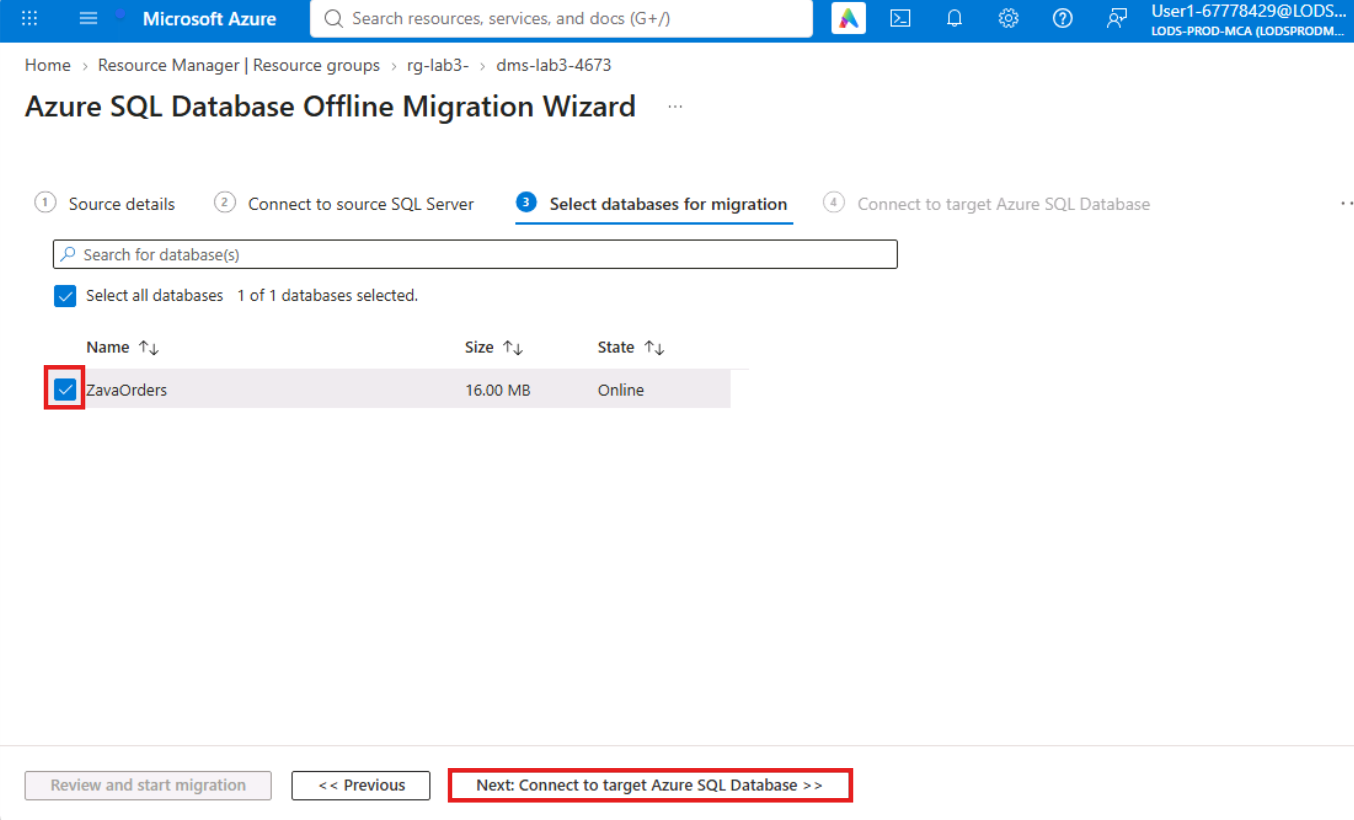 Microsoft Azure
Search resources, services, and docs (G+/)
User1-67778429@LODS...
LODS-PROD-MCA (LODSPRODM...
Home > Resource Manager | Resource groups > rg-lab3- > dms-lab3-4673
Azure SQL Database Offline Migration Wizard ...
1 Source details 2 Connect to source SQL Server 3 Select databases for migration 4 Connect to target Azure SQL Database
Search for database(s)
Select all databases 1 of 1 databases selected.
Name ↑↓ Size ↑↓ State ↑↓
ZavaOrders 16.00 MB Online
Review and start migration << Previous Next: Connect to target Azure SQL Database >>